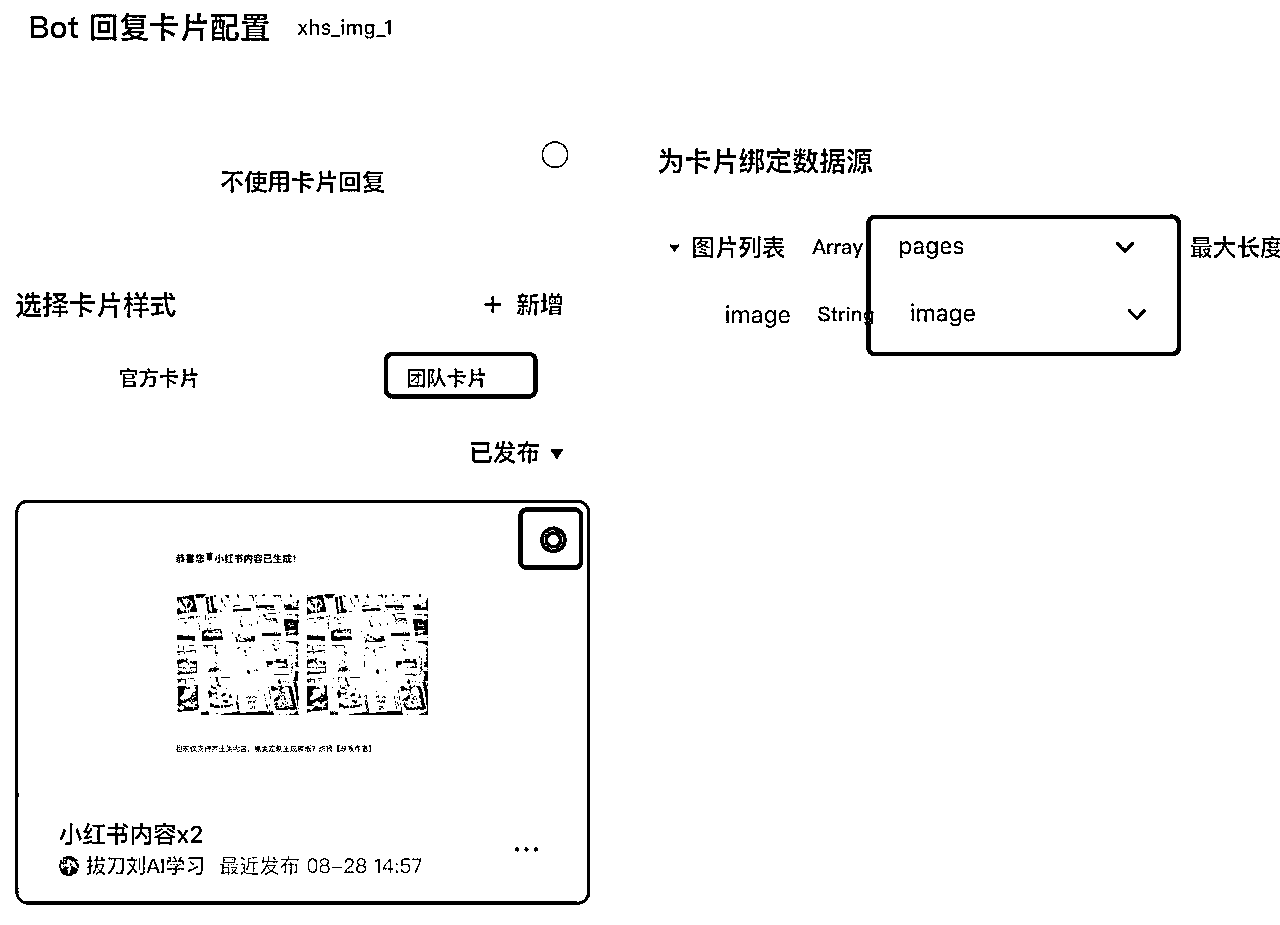 Bot 回复卡片配置 xhs_img_1
不使用卡片回复
选择卡片样式 + 新增
官方卡片 团队卡片
已发布
小红书内容已生成!
小红书内容x2
拔刀刘AI学习 最近发布 08-28 14:57
为卡片绑定数据源
图片列表 Array pages 最大长度
image String image